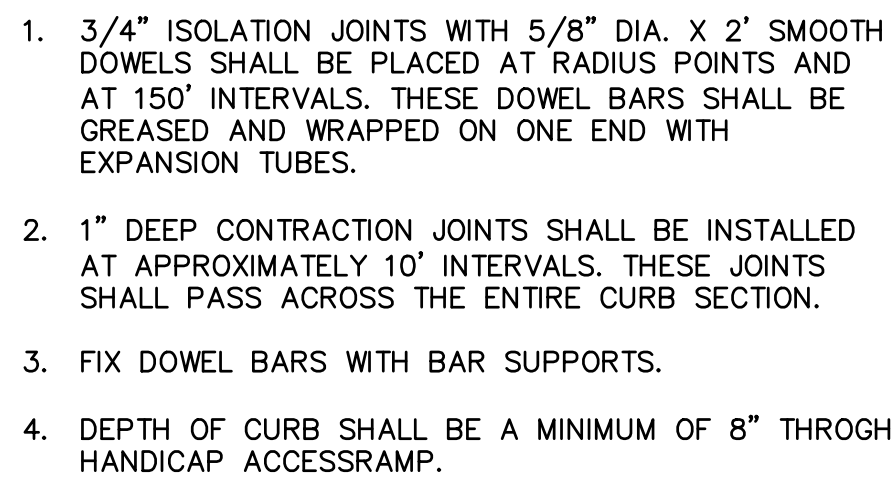 1. 3/4” ISOLATION JOINTS WITH 5/8” DIA. X 2’ SMOOTH
DOWELS SHALL BE PLACED AT RADIUS POINTS AND
AT 150’ INTERVALS. THESE DOWEL BARS SHALL BE
GREASED AND WRAPPED ON ONE END WITH
EXPANSION TUBES.
2. 1” DEEP CONTRACTION JOINTS SHALL BE INSTALLED
AT APPROXIMATELY 10’ INTERVALS. THESE JOINTS
SHALL PASS ACROSS THE ENTIRE CURB SECTION.
3. FIX DOWEL BARS WITH BAR SUPPORTS.
4. DEPTH OF CURB SHALL BE A MINIMUM OF 8” THROGH
HANDICAP ACCESSRAMP.